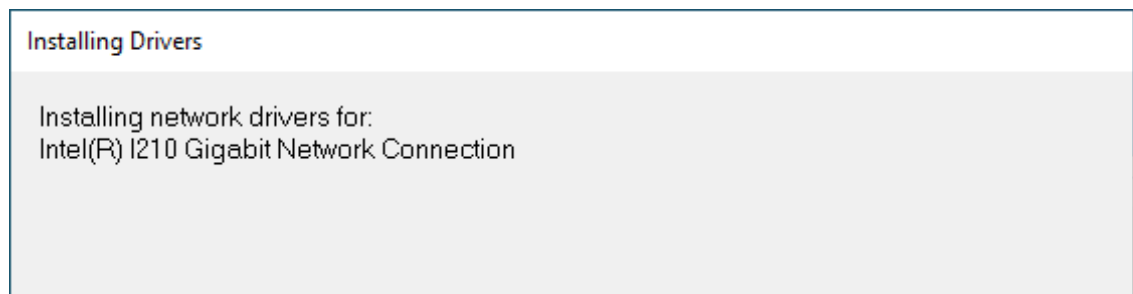 Installing Drivers
Installing network drivers for:
Intel(R) I210 Gigabit Network Connection